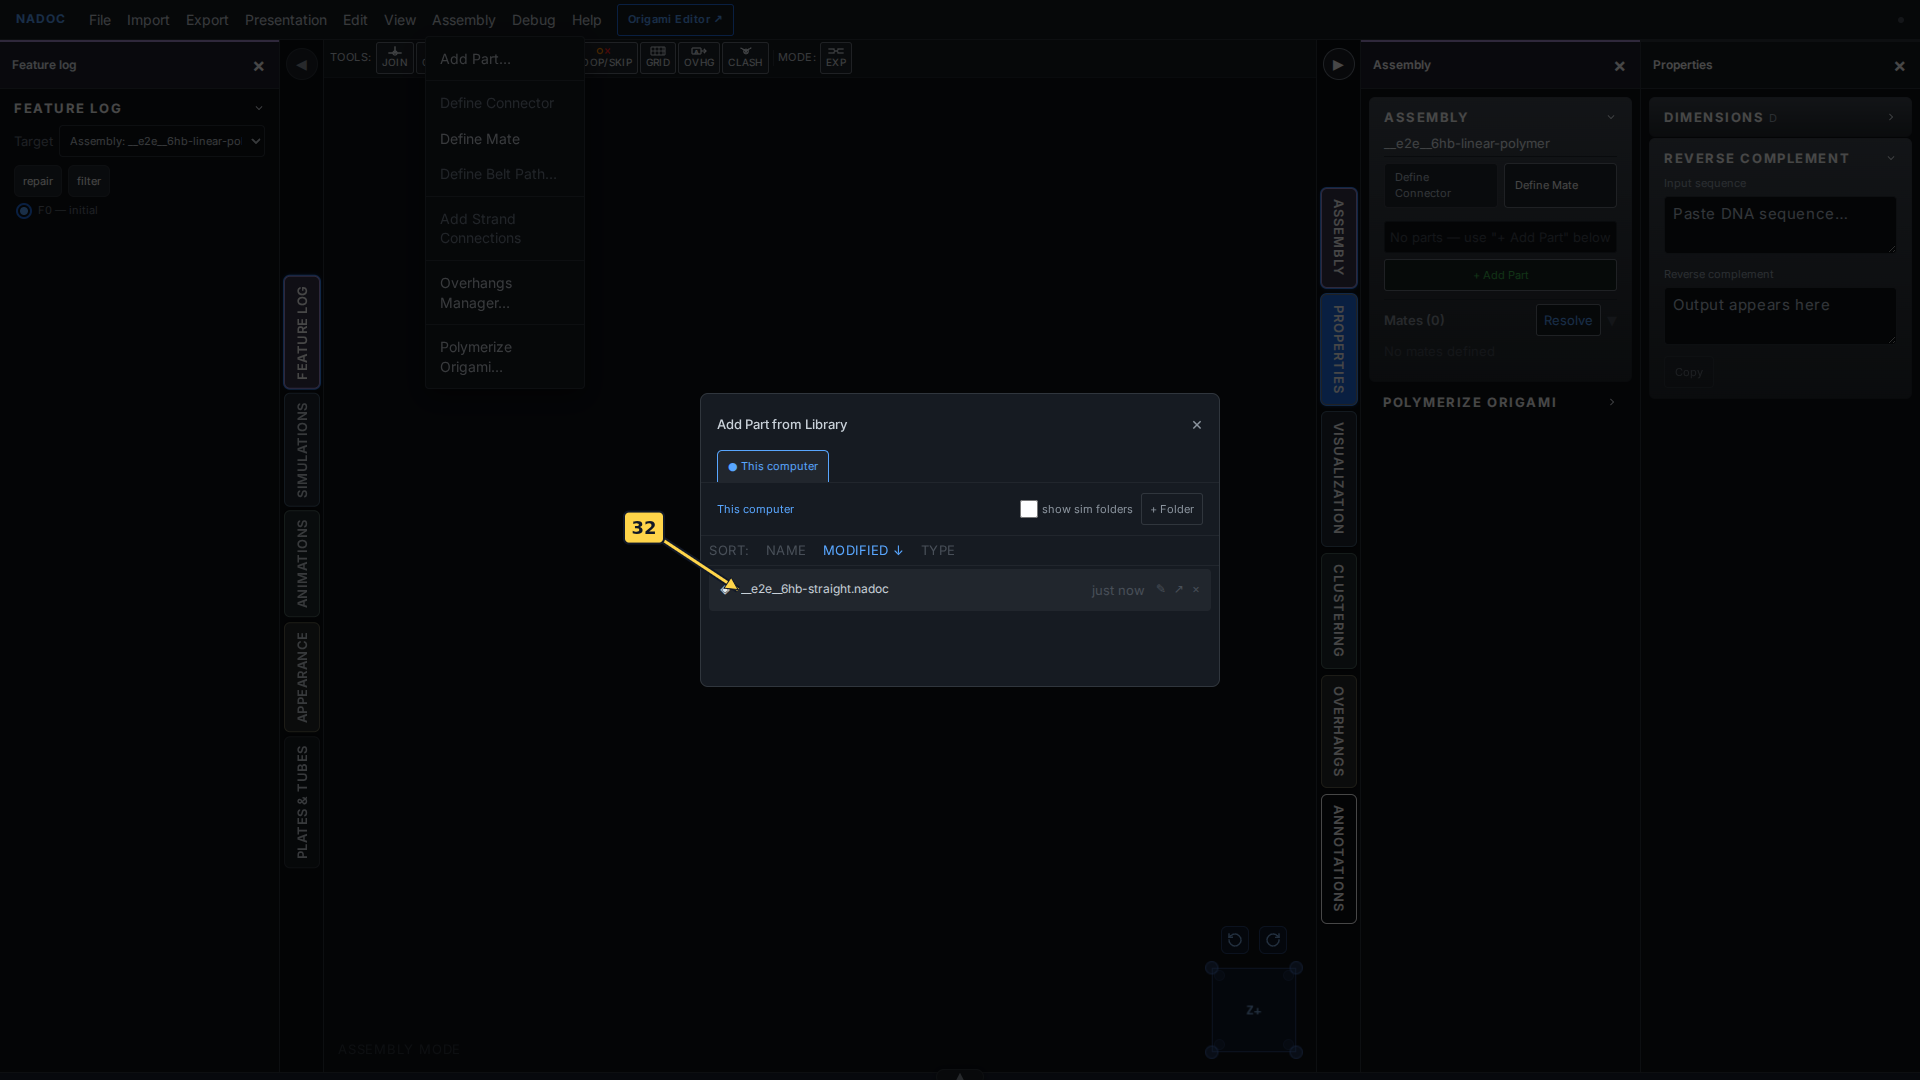 NADOC File Import Export Presentation Edit View Assembly Debug Help Origami Editor ↗
Feature log ×
FEATURE LOG
Target Assembly: __e2e__6hb-linear-po
repair filter
F0 — initial
FEATURE LOG
SIMULATIONS
ANIMATIONS
APPEARANCE
PLATES & TUBES
TOOLS: JOIN OOP/SKIP GRID OVHG CLASH MODE: EXP
Add Part...
Define Connector
Define Mate
Define Belt Path...
Add Strand
Connections
Overhangs
Manager...
Polymerize
Origami...
32
Add Part from Library ×
This computer
This computer show sim folders + Folder
SORT: NAME MODIFIED ↓ TYPE
__e2e__6hb-straight.nadoc just now ✎ ↗ ×
Z+
ASSEMBLY MODE
ASSEMBLY
PROPERTIES
VISUALIZATION
CLUSTERING
OVERHANGS
ANNOTATIONS
Assembly ×
ASSEMBLY
__e2e__6hb-linear-polymer
Define
Connector
Define Mate
No parts — use "+ Add Part" below
+ Add Part
Mates (0) Resolve
No mates defined
POLYMERIZE ORIGAMI
Properties ×
DIMENSIONS D
REVERSE COMPLEMENT
Input sequence
Paste DNA sequence...
Reverse complement
Output appears here
Copy